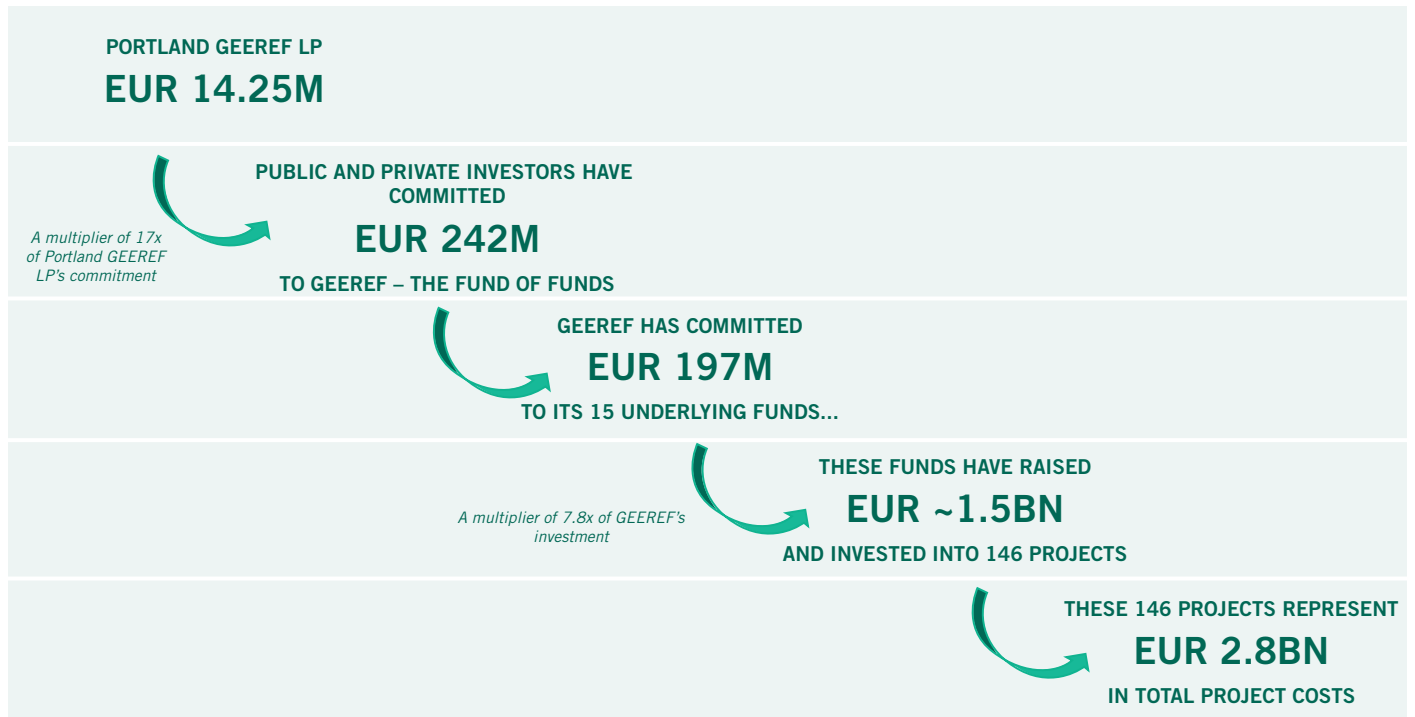 PORTLAND GEEREF LP
EUR 14.25M
PUBLIC AND PRIVATE INVESTORS HAVE
COMMITTED
EUR 242M
TO GEEREF – THE FUND OF FUNDS
A multiplier of 17x
of Portland GEEREF
LP's commitment
GEEREF HAS COMMITTED
EUR 197M
TO ITS 15 UNDERLYING FUNDS...
THESE FUNDS HAVE RAISED
EUR ~1.5BN
AND INVESTED INTO 146 PROJECTS
A multiplier of 7.8x of GEEREF's
investment
THESE 146 PROJECTS REPRESENT
EUR 2.8BN
IN TOTAL PROJECT COSTS